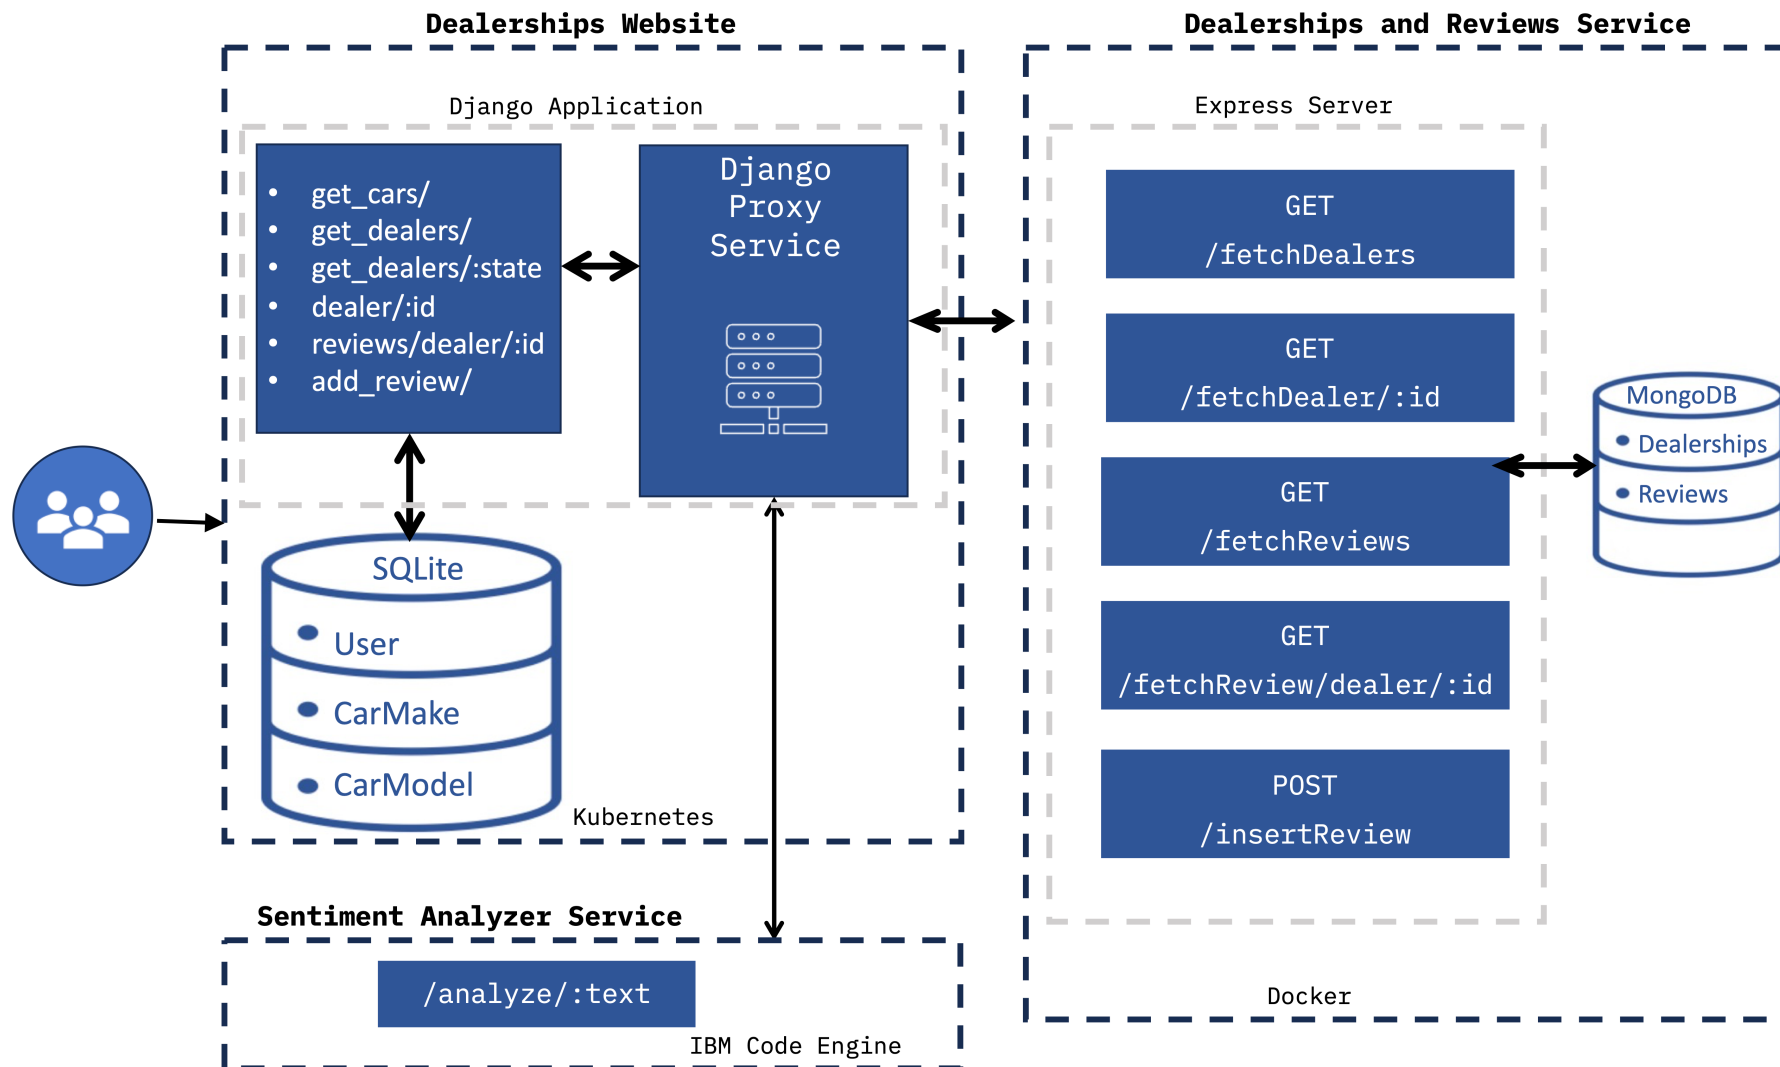 Dealerships Website
Django Application
• get_cars/
• get_dealers/
• get_dealers/:state
• dealer/:id
• reviews/dealer/:id
• add_review/
Django
Proxy
Service
SQLite
• User
• CarMake
• CarModel
Kubernetes
Sentiment Analyzer Service
/analyze/:text
IBM Code Engine
Dealerships and Reviews Service
Express Server
GET
/fetchDealers
GET
/fetchDealer/:id
GET
/fetchReviews
GET
/fetchReview/dealer/:id
POST
/insertReview
MongoDB
• Dealerships
• Reviews
Docker